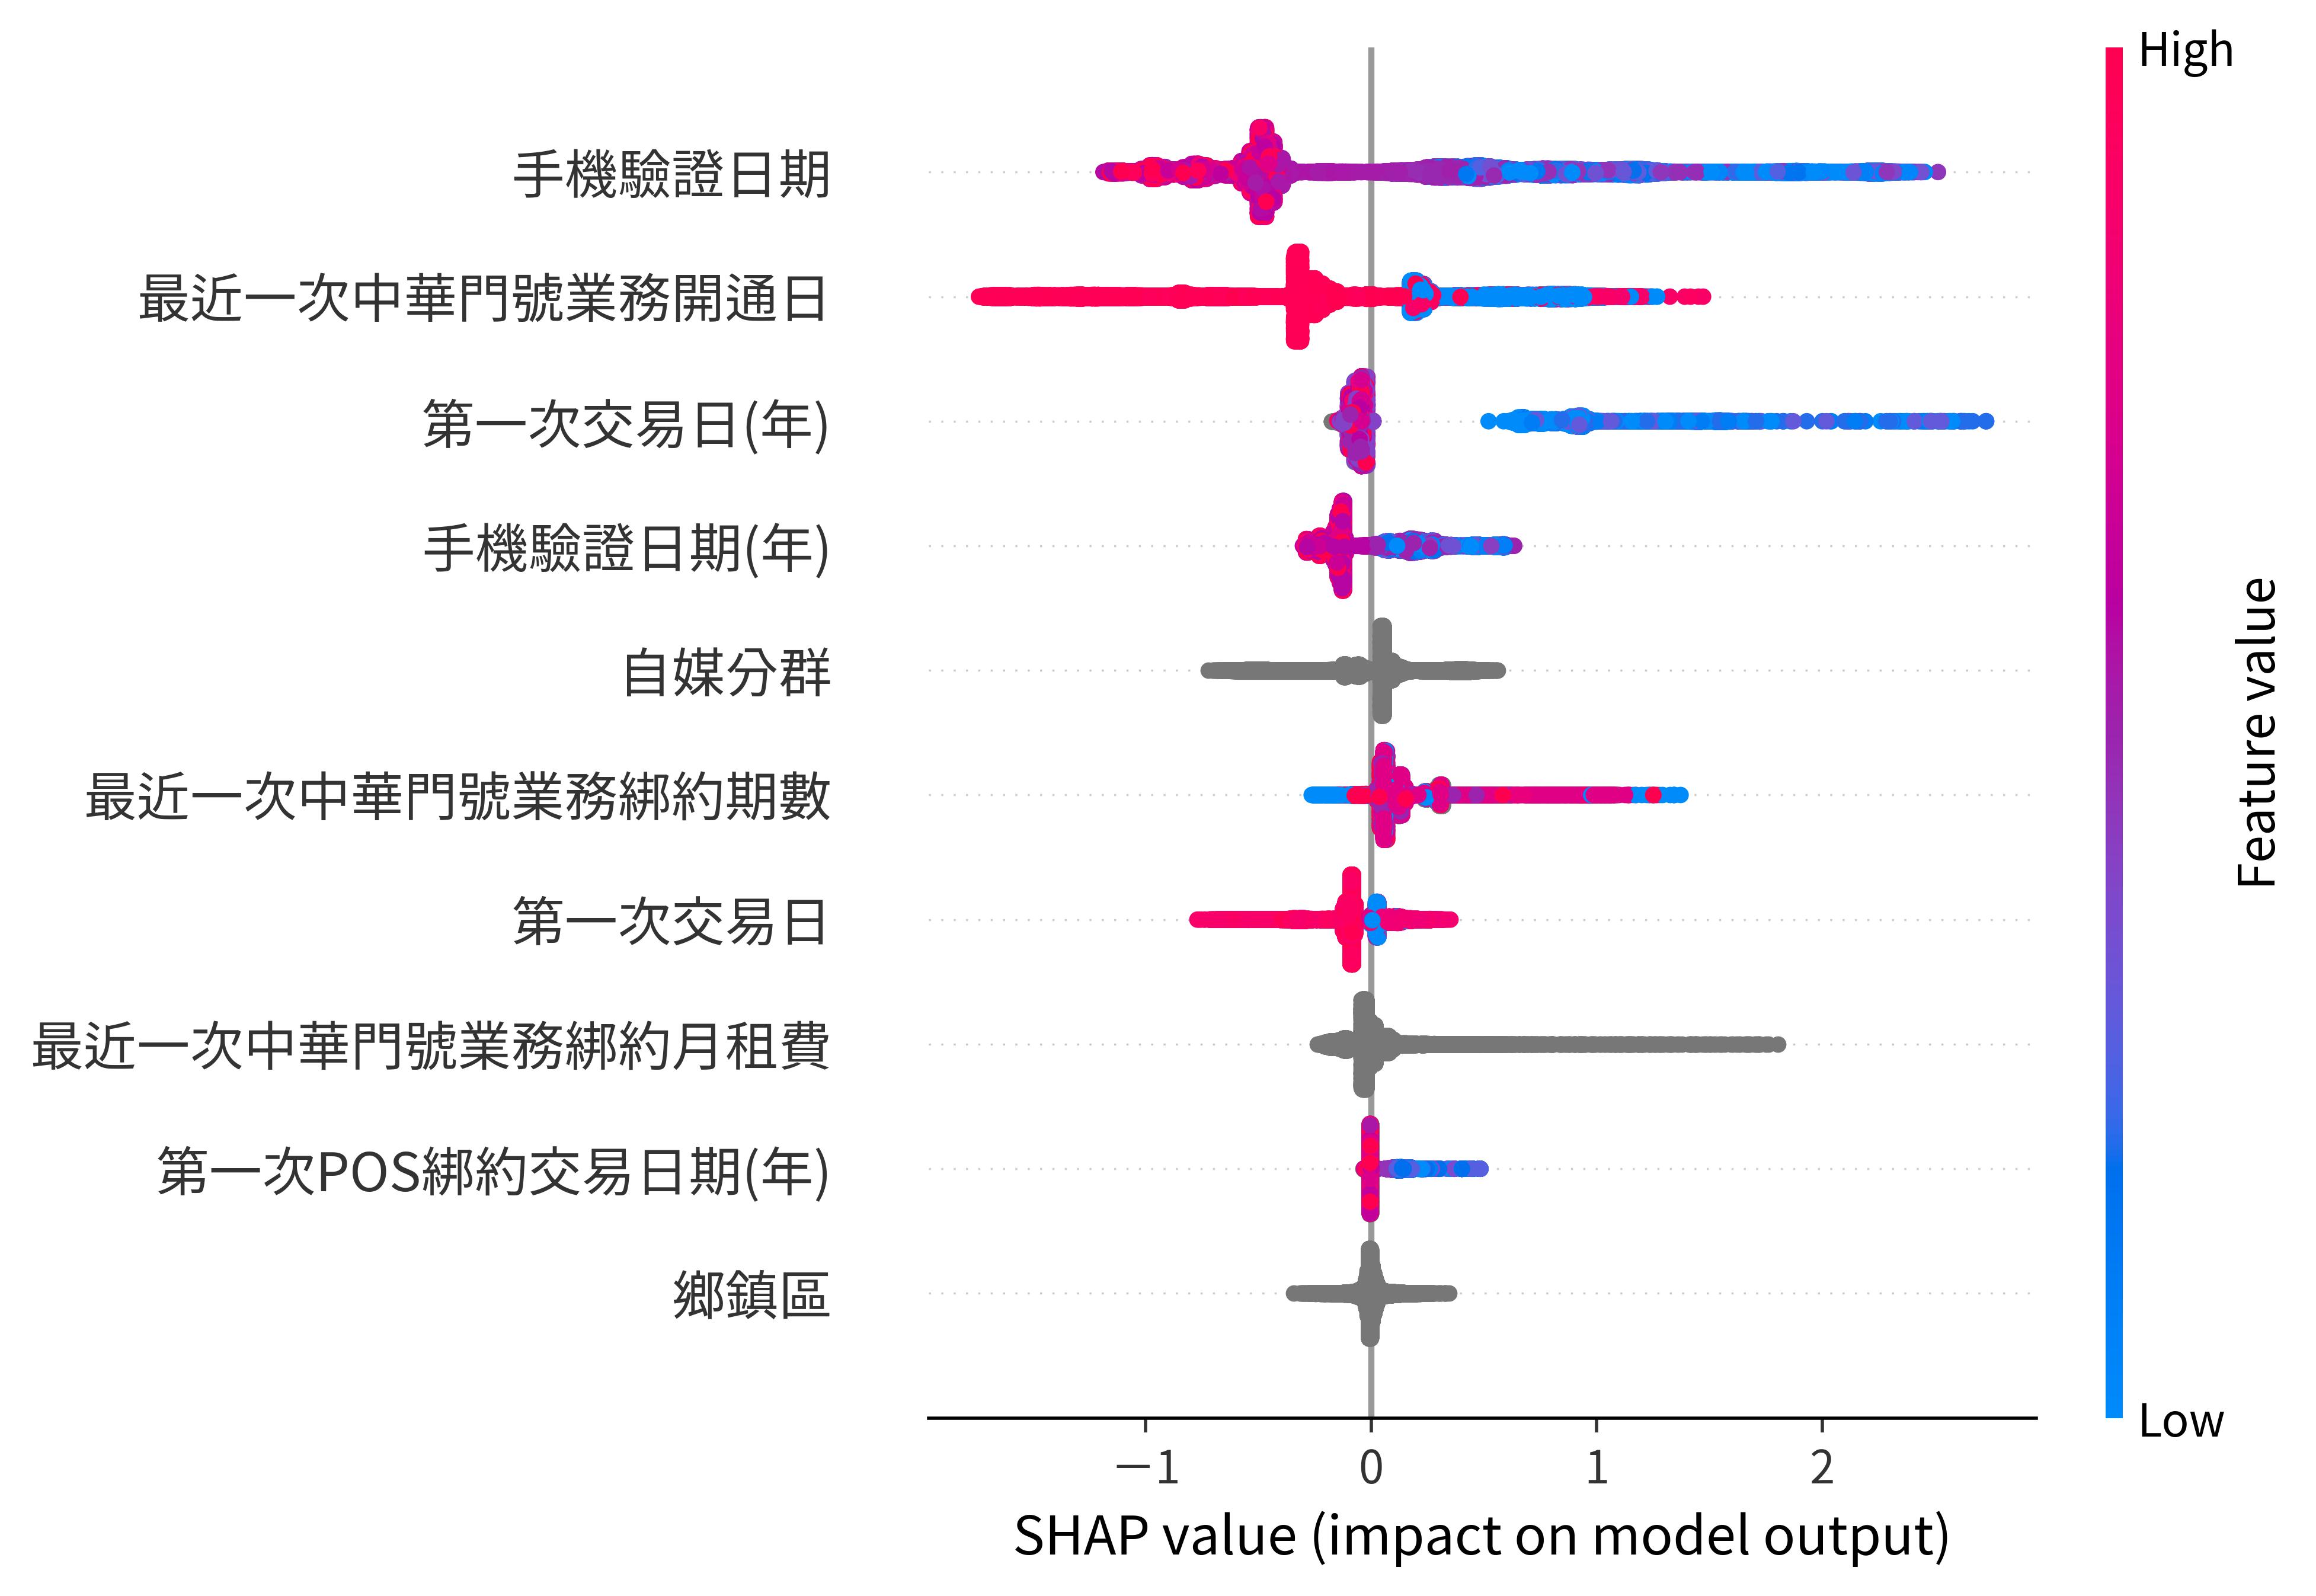 High
手機驗證日期
最近一次中華門號業務開通日
第一次交易日(年)
手機驗證日期(年)
自媒分群
最近一次中華門號業務綁約期數
第一次交易日
最近一次中華門號業務綁約月租費
第一次POS綁約交易日期(年)
鄉鎮區
Feature value
Low
−1 0 1 2
SHAP value (impact on model output)